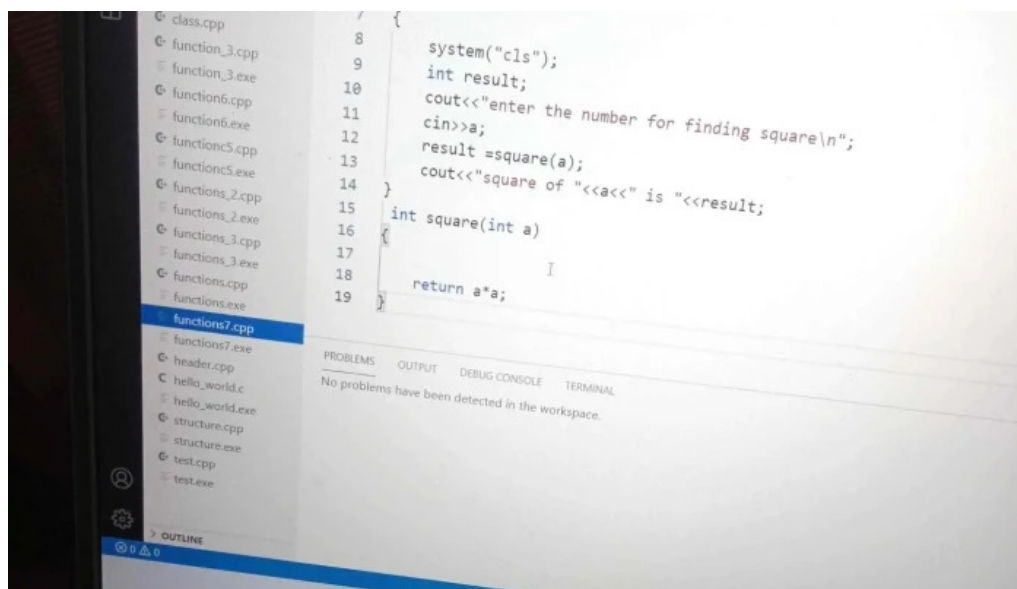 class.cpp
function_3.cpp
function_3.exe
function6.cpp
function6.exe
functionc5.cpp
functionc5.exe
functions_2.cpp
functions_2.exe
functions_3.cpp
functions_3.exe
functions.cpp
functions.exe
functions7.cpp
functions7.exe
header.cpp
hello_world.c
hello_world.exe
structure.cpp
structure.exe
test.cpp
test.exe
OUTLINE
0 0
7 {
8 system("cls");
9 int result;
10 cout<<"enter the number for finding square\n";
11 cin>>a;
12 result =square(a);
13 cout<<"square of "<<a<<" is "<<result;
14 }
15 int square(int a)
16 {
17
18 return a*a;
19 }
PROBLEMS OUTPUT DEBUG CONSOLE TERMINAL
No problems have been detected in the workspace.